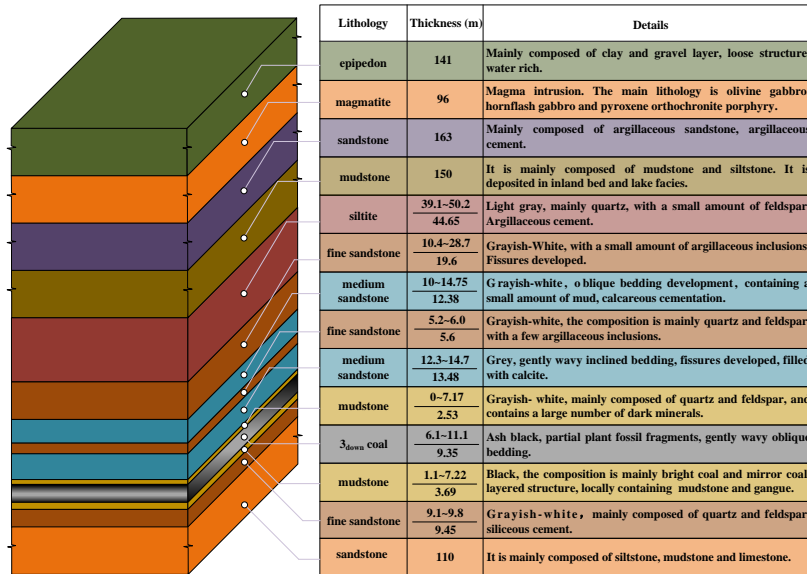 Lithology Thickness (m) Details
epipedon 141 Mainly composed of clay and gravel layer, loose structure
water rich.
magmatite 96 Magma intrusion. The main lithology is olivine gabbro
hornflash gabbro and pyroxene orthochronite porphyry.
sandstone 163 Mainly composed of argillaceous sandstone, argillaceous
cement.
mudstone 150 It is mainly composed of mudstone and siltstone. It is
deposited in inland bed and lake facies.
siltite 39.1~50.2 Light gray, mainly quartz, with a small amount of feldspar
44.65 Argillaceous cement.
fine sandstone 10.4~28.7 Grayish-White, with a small amount of argillaceous inclusions
19.6 Fissures developed.
medium 10~14.75 Grayish-white, oblique bedding development, containing a
sandstone 12.38 small amount of mud, calcareous cementation.
fine sandstone 5.2~6.0 Grayish-white, the composition is mainly quartz and feldspar
5.6 with a few argillaceous inclusions.
medium 12.3~14.7 Grey, gently wavy inclined bedding, fissures developed, filled
sandstone 13.48 with calcite.
mudstone 0~7.17 Grayish- white, mainly composed of quartz and feldspar, and
2.53 contains a large number of dark minerals.
3down coal 6.1~11.1 Ash black, partial plant fossil fragments, gently wavy oblique
9.35 bedding.
mudstone 1.1~7.22 Black, the composition is mainly bright coal and mirror coal
3.69 layered structure, locally containing mudstone and gangue.
fine sandstone 9.1~9.8 Grayish-white, mainly composed of quartz and feldspar
9.45 siliceous cement.
sandstone 110 It is mainly composed of siltstone, mudstone and limestone.